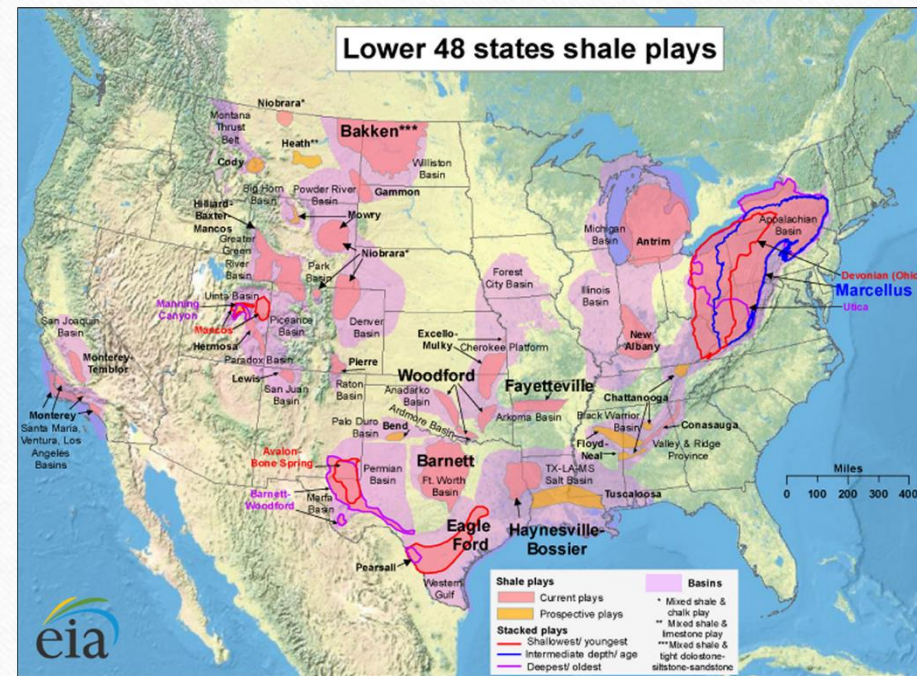 Lower 48 states shale plays
Niobrara*
Montana
Thrust
Belt
Bakken***
Heath**
Cody
Williston
Basin
Big Horn
Basin
Powder River
Basin
Gammon
Hilliard-
Baxter
Mancos
Mowry
Greater
Green
River
Basin
Niobrara*
Park
Basin
Michigan
Basin
Antrim
Appalachian
Basin
Devonian (Ohio
Marcellus
Utica
Forest
City Basin
Illinois
Basin
Uinta Basin
Manning
Canyon
Mancos
Piceance
Basin
Denver
Basin
Hermosa
Paradox Basin
San Joaquin
Basin
Monterey-
Temblor
Excello-
Mulky
Cherokee Platform
New
Albany
Pierre
Lewis
San Juan
Basin
Raton
Basin
Woodford
Anadarko
Basin
Fayetteville
Chattanooga
Monterey
Santa Maria,
Ventura, Los
Angeles
Basins
Palo Duro
Basin
Bend
Ardmore Basin
Arkoma Basin
Black Warrior
Basin
Conasauga
Floyd-
Neal
Valley & Ridge
Province
Avalon-
Bone Spring
Permian
Basin
Barnett
Ft. Worth
Basin
TX-LA-MS
Salt Basin
Tuscaloosa
Miles
0 100 200 300 400
Barnett-
Woodford
Marfa
Basin
Eagle
Ford
Haynesville-
Bossier
Pearsall
Western
Gulf
Shale plays
Current plays
Prospective plays
Stacked plays
Shallowest/ youngest
Intermediate depth/ age
Deepest/ oldest
Basins
* Mixed shale &
chalk play
** Mixed shale &
limestone play
***Mixed shale &
tight dolostone-
siltstone-sandstone
eia